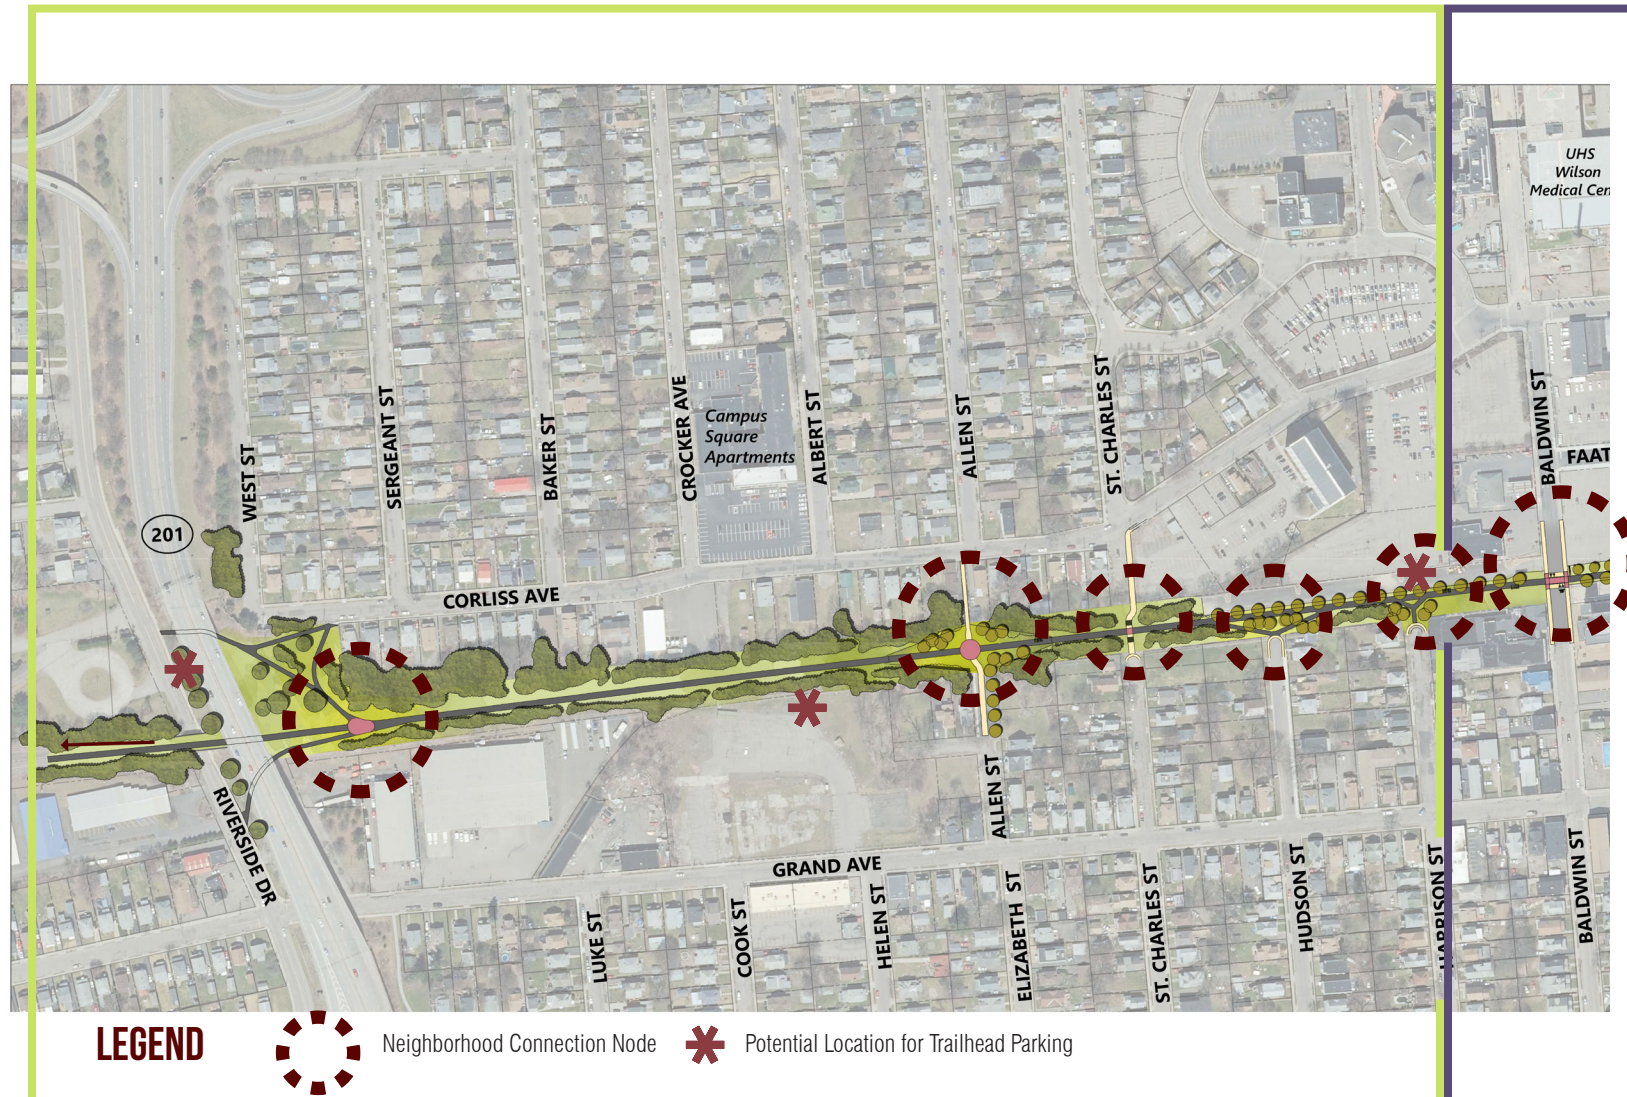 UHS
Wilson
Medical Cen
BALDWIN ST
FAAT
WEST ST
SERGEANT ST
BAKER ST
CROCKER AVE
Campus
Square
Apartments
ALBERT ST
ALLEN ST
ST. CHARLES ST
201
CORLISS AVE
RIVERSIDE DR
ALLEN ST
GRAND AVE
LUKE ST
COOK ST
HELEN ST
ELIZABETH ST
ST. CHARLES ST
HUDSON ST
HARRISON ST
BALDWIN ST
LEGEND
Neighborhood Connection Node
Potential Location for Trailhead Parking